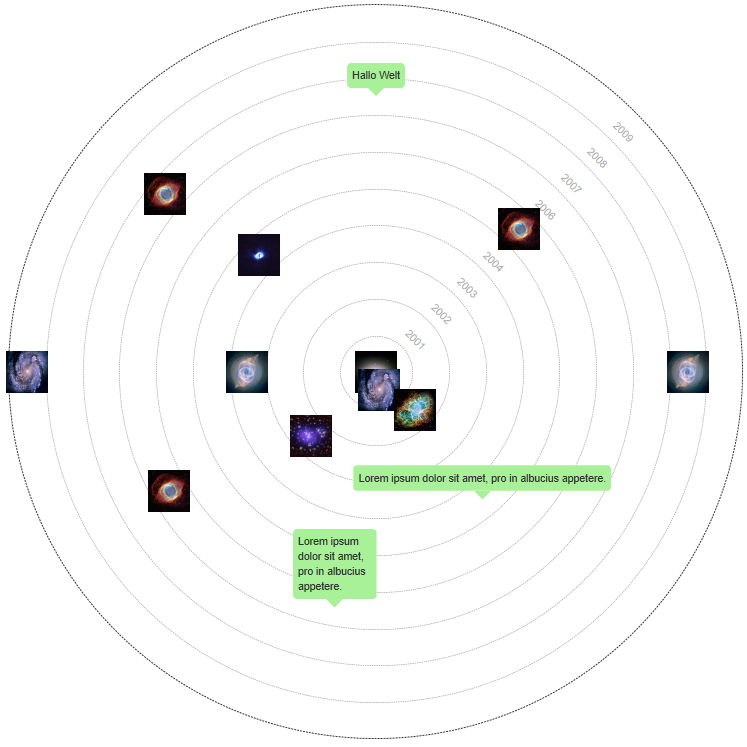 Hallo Welt
2009
2008
2007
2006
2004
2003
2002
2001
Lorem ipsum dolor sit amet, pro in albucius appetere.
Lorem ipsum
dolor sit amet,
pro in albucius
appetere.